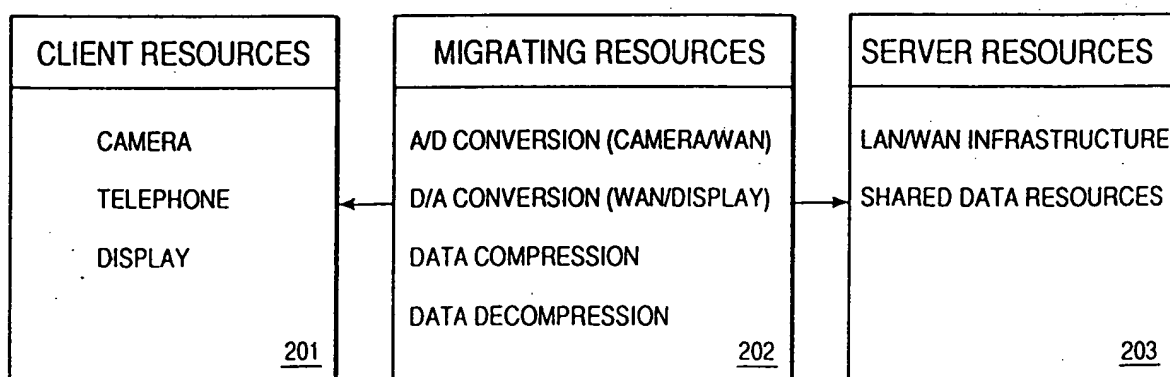 CLIENT RESOURCES
CAMERA
TELEPHONE
DISPLAY
201
MIGRATING RESOURCES
A/D CONVERSION (CAMERA/WAN)
D/A CONVERSION (WAN/DISPLAY)
DATA COMPRESSION
DATA DECOMPRESSION
202
SERVER RESOURCES
LAN/WAN INFRASTRUCTURE
SHARED DATA RESOURCES
203